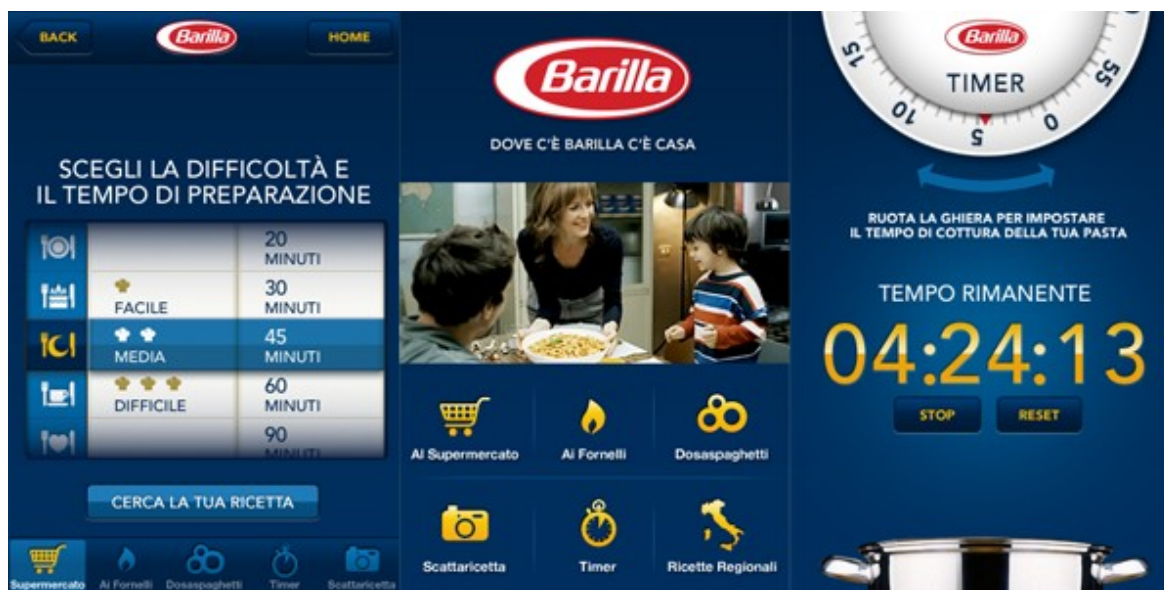 BACK
Barilla
HOME
SCEGLI LA DIFFICOLTÀ E
IL TEMPO DI PREPARAZIONE
20
MINUTI
FACILE
30
MINUTI
MEDIA
45
MINUTI
DIFFICILE
60
MINUTI
90
MINUTI
CERCA LA TUA RICETTA
Supermercato
Ai Fornelli
Dosaspaghetti
Timer
Scattaricetta
Barilla
DOVE C'È BARILLA C'È CASA
Al Supermercato
Ai Fornelli
Dosaspaghetti
Scattaricetta
Timer
Ricette Regionali
Barilla
TIMER
15
10
5
0
55
RUOTA LA GHIERA PER IMPOSTARE
IL TEMPO DI COTTURA DELLA TUA PASTA
TEMPO RIMANENTE
04:24:13
STOP
RESET